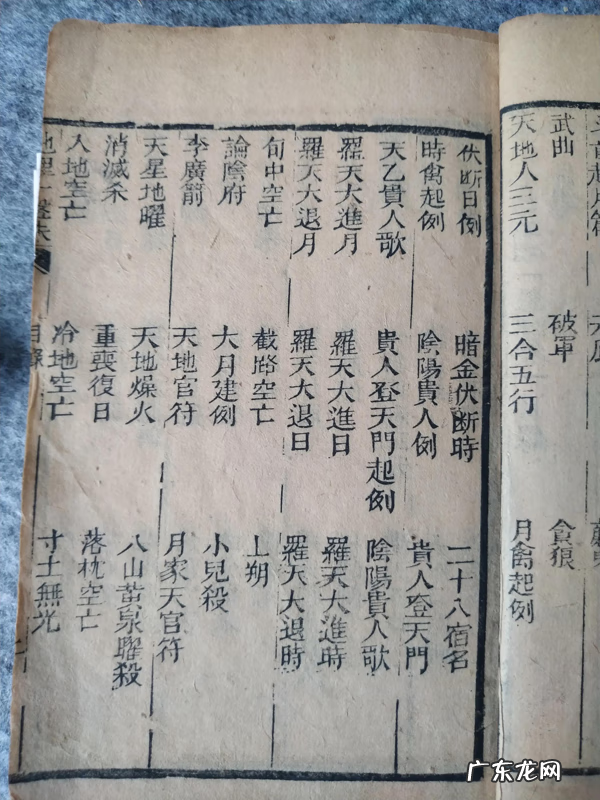 武曲 破軍 貪狼
天地人三元 三合五行 月禽起例
伏斷日例 暗金伏斷時 二十八宿名
時禽起例 陰陽貴人例 貴人登天門
天乙貴人歌 貴人登天門起例 陰陽貴人歌
羅天大進月 羅天大進日 羅天大進時
羅天大退月 羅天大退日 羅天大退時
旬中空亡 截路空亡 上朔
論陰府 大月建例 小兒殺
李廣箭 天地官符 月家天官符
天星地曜 天地燥火 八山黃泉曜殺
消滅禾 重喪復日 落枕空亡
入地空亡 冷地空亡 寸土無光
目錄
广东龙网